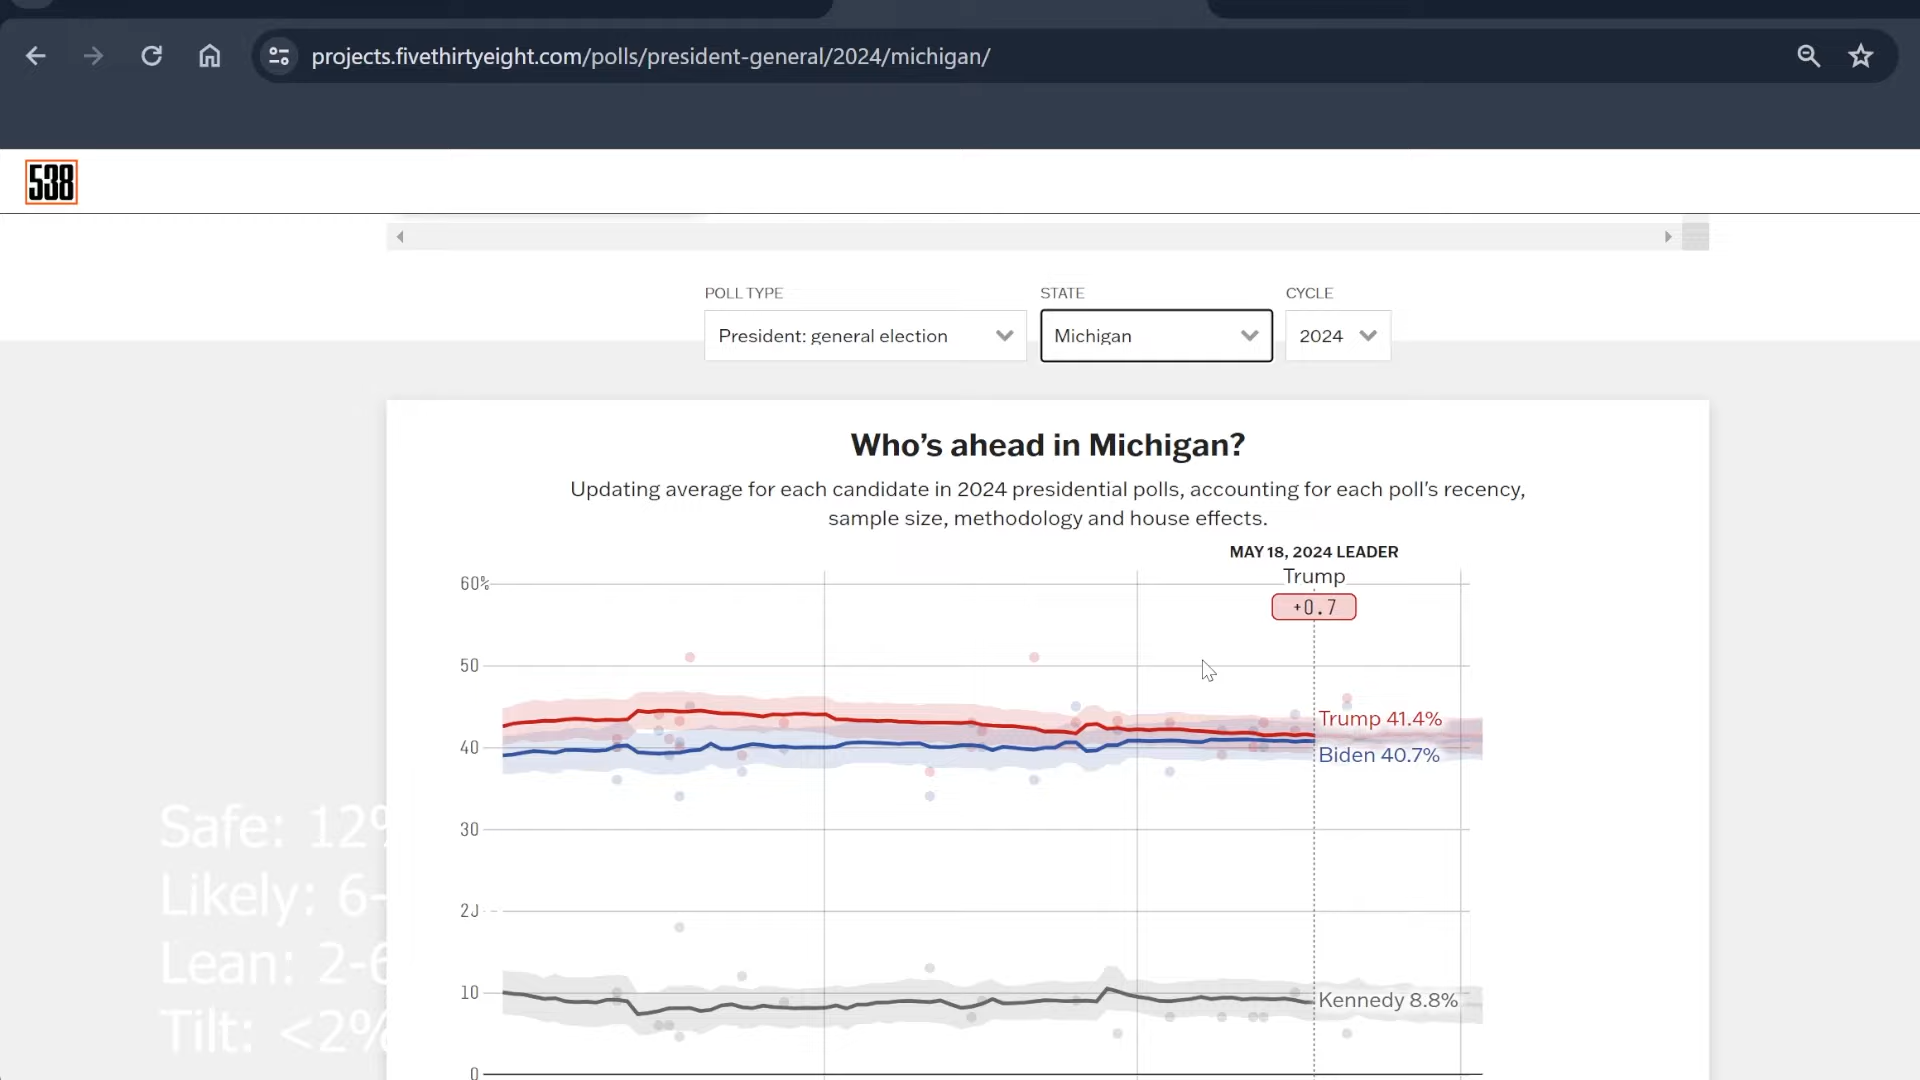 projects.fivethirtyeight.com/polls/president-general/2024/michigan/
538
POLL TYPE
STATE
CYCLE
President: general election
Michigan
2024
Who's ahead in Michigan?
Updating average for each candidate in 2024 presidential polls, accounting for each poll's recency,
sample size, methodology and house effects.
MAY 18, 2024 LEADER
Trump
+0.7
60%
50
40
30
10
0
Trump 41.4%
Biden 40.7%
Kennedy 8.8%
Safe: 12%
Likely: 6-
Lean: 2-6
Tilt: <2%